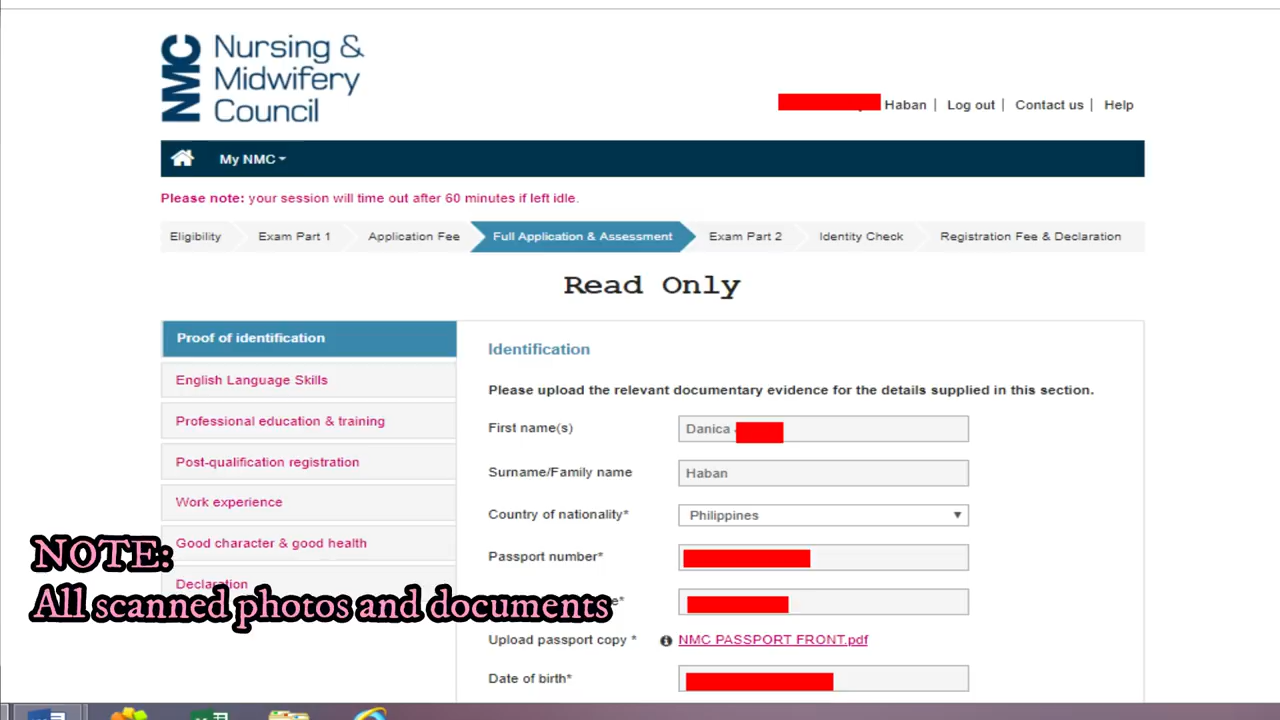 NMC
Nursing &
Midwifery
Council
Haban | Log out | Contact us | Help
My NMC
Please note: your session will time out after 60 minutes if left idle.
Eligibility Exam Part 1 Application Fee Full Application & Assessment Exam Part 2 Identity Check Registration Fee & Declaration
Read Only
Proof of identification
English Language Skills
Professional education & training
Post-qualification registration
Work experience
Good character & good health
Declaration
Identification
Please upload the relevant documentary evidence for the details supplied in this section.
First name(s) Danica
Surname/Family name Haban
Country of nationality* Philippines
Passport number*
Upload passport copy * NMC PASSPORT FRONT.pdf
Date of birth*
NOTE:
All scanned photos and documents